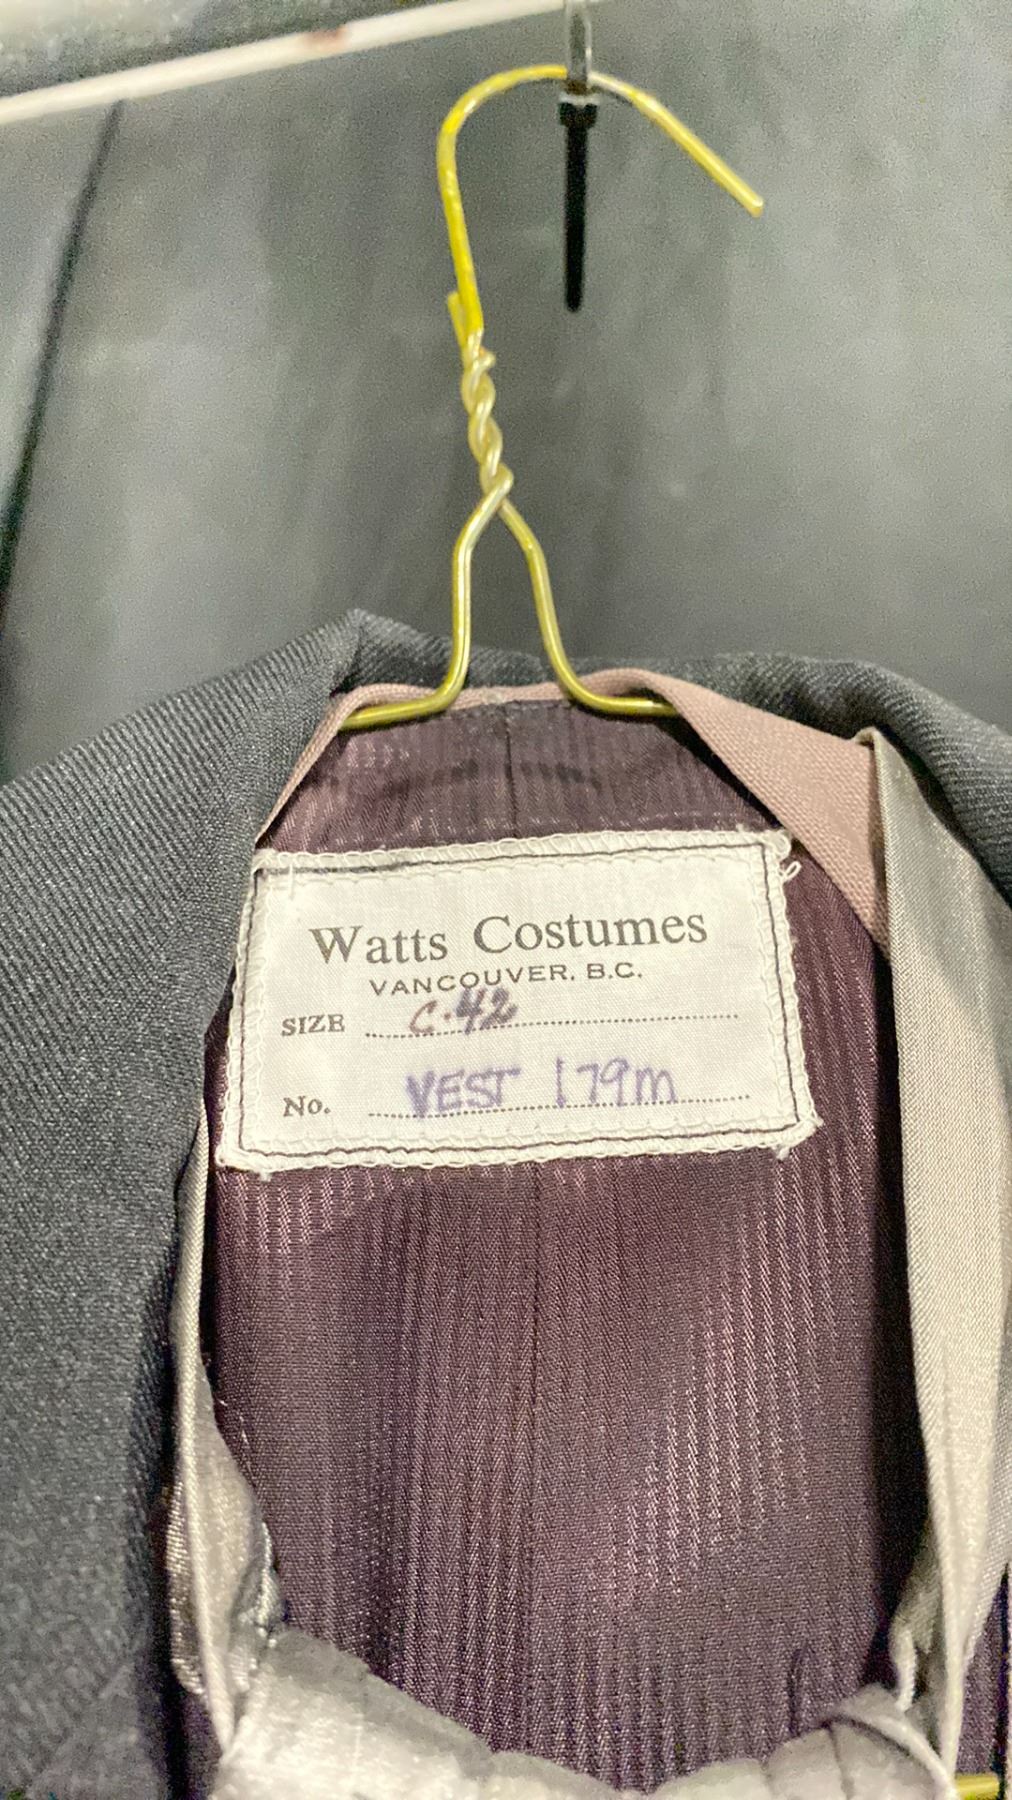 Watts Costumes
VANCOUVER, B.C.
SIZE C-42
No. VEST 179m